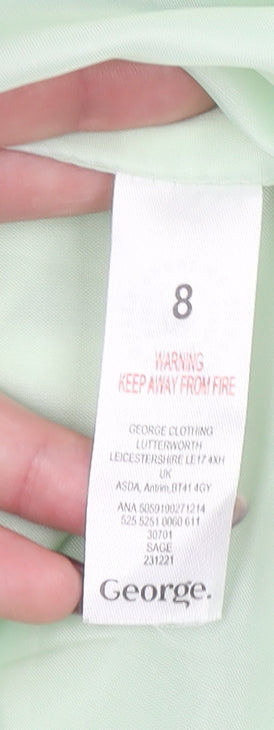 8
WARNING
KEEP AWAY FROM FIRE
GEORGE CLOTHING
LUTTERWORTH
LEICESTERSHIRE LE17 4XH
UK
ASDA, Antrim,BT41 4GY
ANA 5059190271214
525 5251 0060 611
30701
SAGE
231221
George.